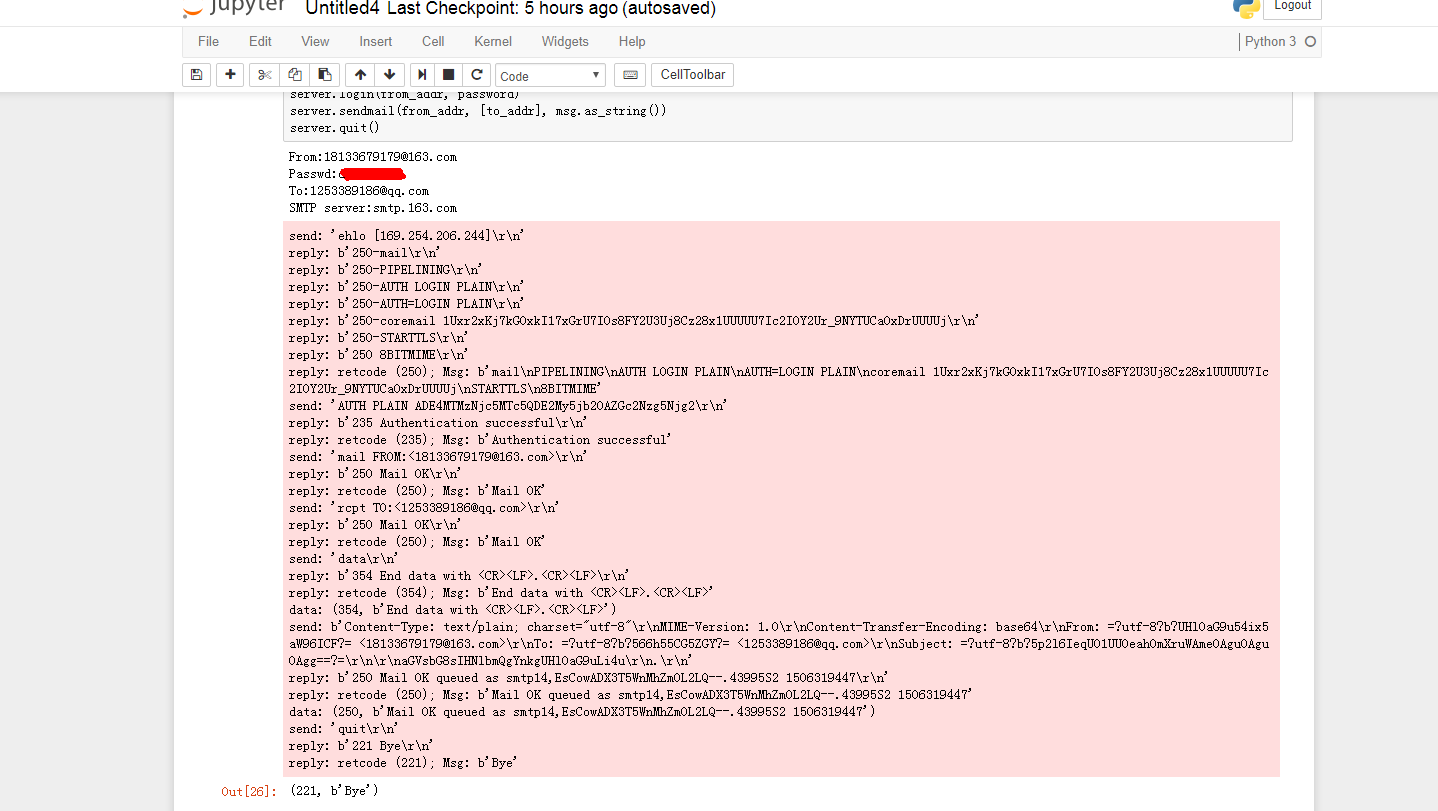 jupyter Untitled4 Last Checkpoint: 5 hours ago (autosaved) Logout
File Edit View Insert Cell Kernel Widgets Help Python 3
Code CellToolbar
server.login(from_addr, password)
server.sendmail(from_addr, [to_addr], msg.as_string())
server.quit()
From:18133679179@163.com
Passwd:
To:1253389186@qq.com
SMTP server:smtp.163.com
send: 'ehlo [169.254.206.244]\r\n'
reply: b'250-mail\r\n'
reply: b'250-PIPELINING\r\n'
reply: b'250-AUTH LOGIN PLAIN\r\n'
reply: b'250-AUTH=LOGIN PLAIN\r\n'
reply: b'250-coremail 1Uxr2xKj7kG0xkI17xGrU7I0s8FY2U3Uj8Cz28x1UUUUU7Ic2I0Y2Ur_9NYTUCa0xDrUUUUj\r\n'
reply: b'250-STARTTLS\r\n'
reply: b'250 8BITMIME\r\n'
reply: retcode (250); Msg: b'mail\nPIPELINING\nAUTH LOGIN PLAIN\nAUTH=LOGIN PLAIN\ncoremail 1Uxr2xKj7kG0xkI17xGrU7I0s8FY2U3Uj8Cz28x1UUUUU7Ic
2I0Y2Ur_9NYTUCa0xDrUUUUj\nSTARTTLS\n8BITMIME'
send: 'AUTH PLAIN ADE4MTMzNjc5MTc5QDE2My5jb20AZGc2Nzg5Njg2\r\n'
reply: b'235 Authentication successful\r\n'
reply: retcode (235); Msg: b'Authentication successful'
send: 'mail FROM:<18133679179@163.com>\r\n'
reply: b'250 Mail OK\r\n'
reply: retcode (250); Msg: b'Mail OK'
send: 'rcpt TO:<1253389186@qq.com>\r\n'
reply: b'250 Mail OK\r\n'
reply: retcode (250); Msg: b'Mail OK'
send: 'data\r\n'
reply: b'354 End data with <CR><LF>.<CR><LF>\r\n'
reply: retcode (354); Msg: b'End data with <CR><LF>.<CR><LF>'
data: (354, b'End data with <CR><LF>.<CR><LF>')
send: b'Content-Type: text/plain; charset="utf-8"\r\nMIME-Version: 1.0\r\nContent-Transfer-Encoding: base64\r\nFrom: =?utf-8?b?UHl0aG9u54ix5
aW96ICF?= <18133679179@163.com>\r\nTo: =?utf-8?b?566h55CG5ZGY?= <1253389186@qq.com>\r\nSubject: =?utf-8?b?5p2l6IeqU01UUOeahOmXruWAmeOAguOAgu
OAgg==?=\r\n\r\naGVsbG8sIHNlbmQgYnkgUHl0aG9uLi4u\r\n.\r\n'
reply: b'250 Mail OK queued as smtp14,EsCowADX3T5WnMhZmOL2LQ--.43995S2 1506319447\r\n'
reply: retcode (250); Msg: b'Mail OK queued as smtp14,EsCowADX3T5WnMhZmOL2LQ--.43995S2 1506319447'
data: (250, b'Mail OK queued as smtp14,EsCowADX3T5WnMhZmOL2LQ--.43995S2 1506319447')
send: 'quit\r\n'
reply: b'221 Bye\r\n'
reply: retcode (221); Msg: b'Bye'
Out[26]: (221, b'Bye')